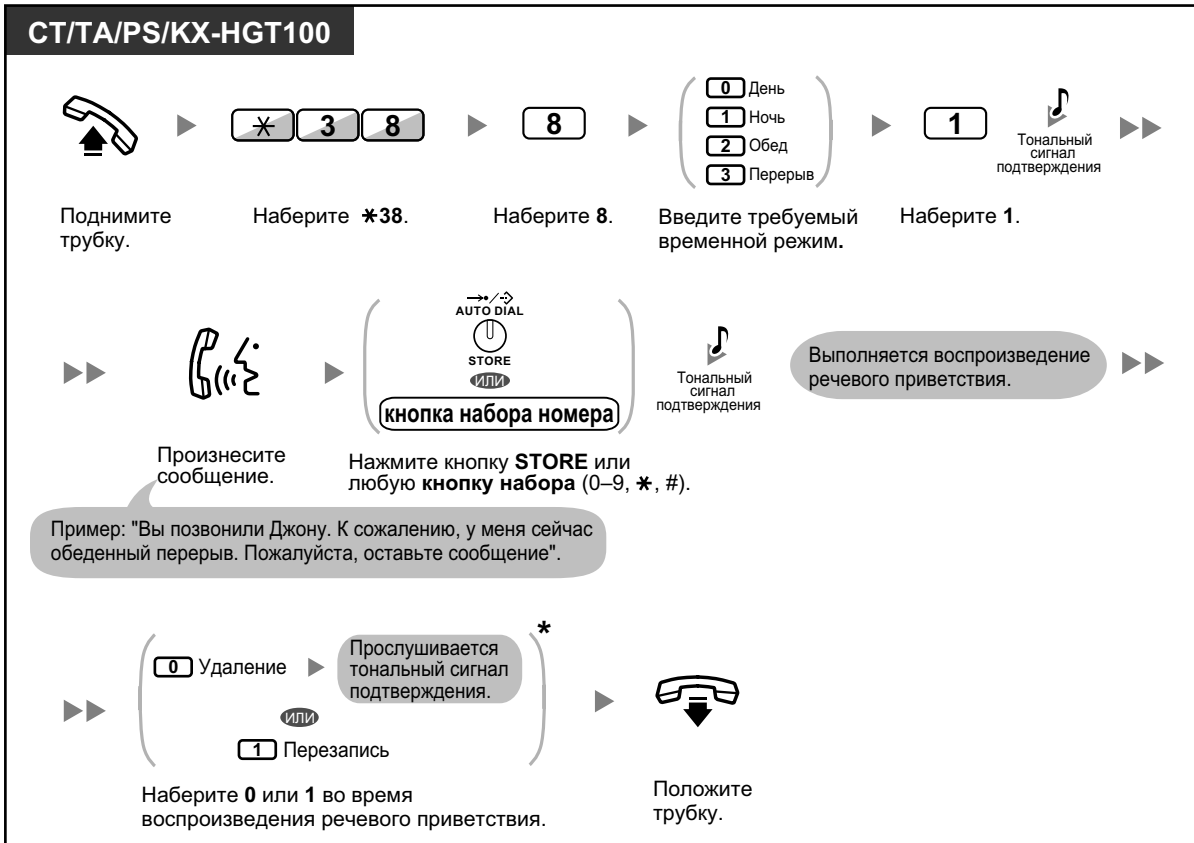 CT/TA/PS/KX-HGT100
✳ 3 8
8
0 День
1 Ночь
2 Обед
3 Перерыв
1
Тональный
сигнал
подтверждения
Поднимите
трубку.
Наберите ✳38.
Наберите 8.
Введите требуемый
временной режим.
Наберите 1.
AUTO DIAL
STORE
ИЛИ
кнопка набора номера
Тональный
сигнал
подтверждения
Выполняется воспроизведение
речевого приветствия.
Произнесите
сообщение.
Нажмите кнопку STORE или
любую кнопку набора (0–9, ✳, #).
Пример: "Вы позвонили Джону. К сожалению, у меня сейчас
обеденный перерыв. Пожалуйста, оставьте сообщение".
0 Удаление
Прослушивается
тональный сигнал
подтверждения.
*
ИЛИ
1 Перезапись
Наберите 0 или 1 во время
воспроизведения речевого приветствия.
Положите
трубку.